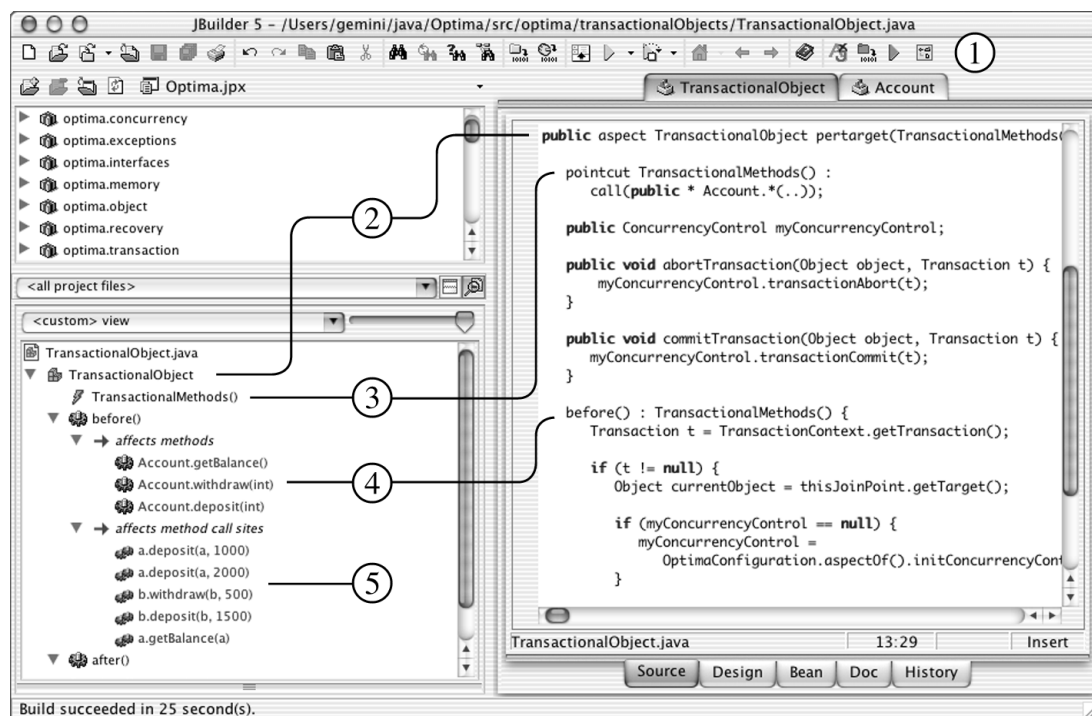 JBuilder 5 – /Users/gemini/java/Optima/src/optima/transactionalObjects/TransactionalObject.java
1
Optima.jpx
TransactionalObject
Account
optima.concurrency
optima.exceptions
optima.interfaces
optima.memory
optima.object
optima.recovery
optima.transaction
2
<all project files>
<custom> view
TransactionalObject.java
TransactionalObject
TransactionalMethods()
3
before()
affects methods
Account.getBalance()
Account.withdraw(int)
Account.deposit(int)
4
affects method call sites
a.deposit(a, 1000)
a.deposit(a, 2000)
b.withdraw(b, 500)
b.deposit(b, 1500)
a.getBalance(a)
5
after()
public aspect TransactionalObject pertarget(TransactionalMethods(
pointcut TransactionalMethods() :
call(public * Account.*(..));
public ConcurrencyControl myConcurrencyControl;
public void abortTransaction(Object object, Transaction t) {
myConcurrencyControl.transactionAbort(t);
}
public void commitTransaction(Object object, Transaction t) {
myConcurrencyControl.transactionCommit(t);
}
before() : TransactionalMethods() {
Transaction t = TransactionContext.getTransaction();
if (t != null) {
Object currentObject = thisJoinPoint.getTarget();
if (myConcurrencyControl == null) {
myConcurrencyControl =
OptimaConfiguration.aspectOf().initConcurrencyCont
}
TransactionalObject.java
13:29
Insert
Source
Design
Bean
Doc
History
Build succeeded in 25 second(s).